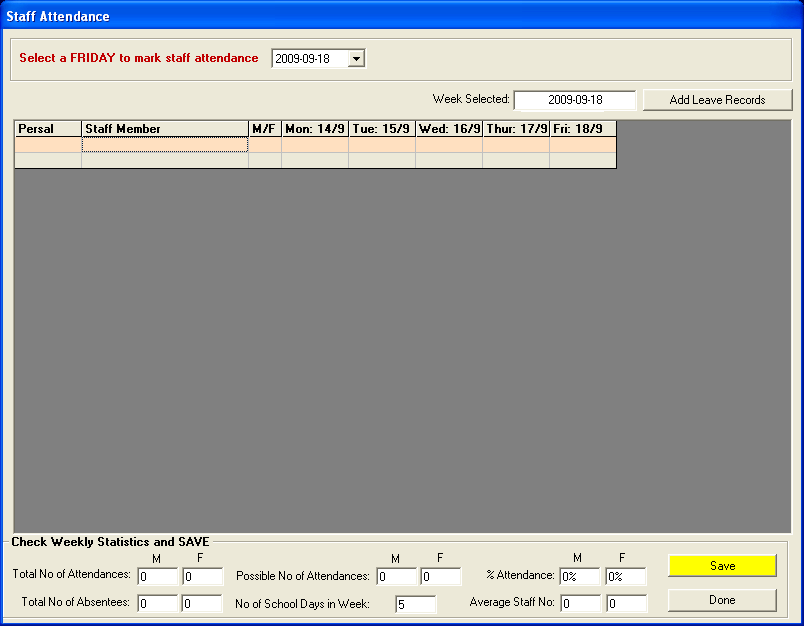 Staff Attendance
Select a FRIDAY to mark staff attendance 2009-09-18
Week Selected: 2009-09-18 Add Leave Records
Persal Staff Member M/F Mon: 14/9 Tue: 15/9 Wed: 16/9 Thur: 17/9 Fri: 18/9
Check Weekly Statistics and SAVE
M F M F M F
Total No of Attendances: 0 0 Possible No of Attendances: 0 0 % Attendance: 0% 0% Save
Total No of Absentees: 0 0 No of School Days in Week: 5 Average Staff No: 0 0 Done